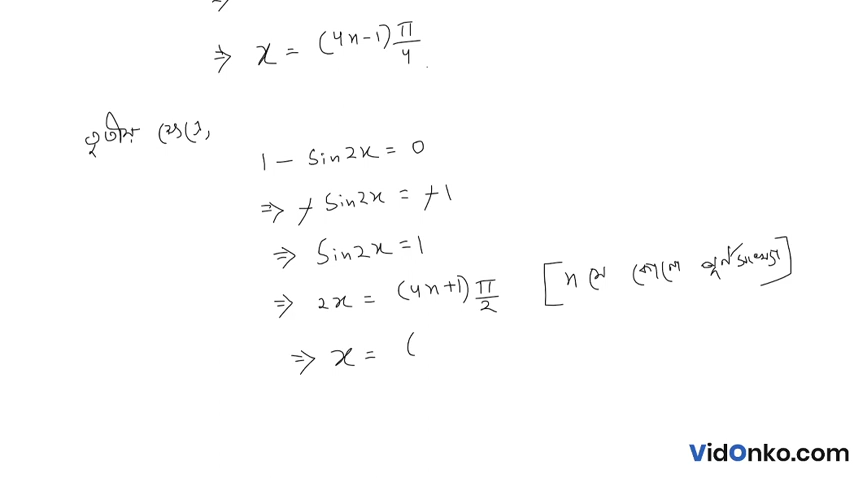 ⇒ x = (4n-1) π/4
তৃতীয় ক্ষেত্রে,
1 - sin2x = 0
⇒ - sin2x = -1
⇒ sin2x = 1
⇒ 2x = (4n+1) π/2 [n যে কোনো পূর্ণসংখ্যা]
⇒ x = (
VidOnko.com